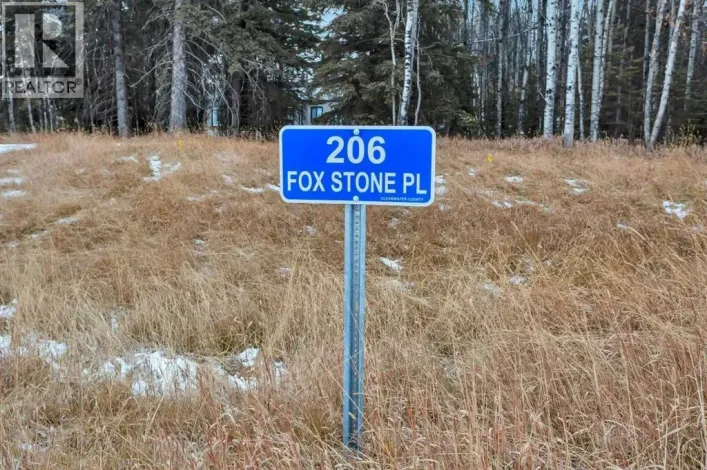 R
REALTOR
206
FOX STONE PL
CLEARWATER COUNTY